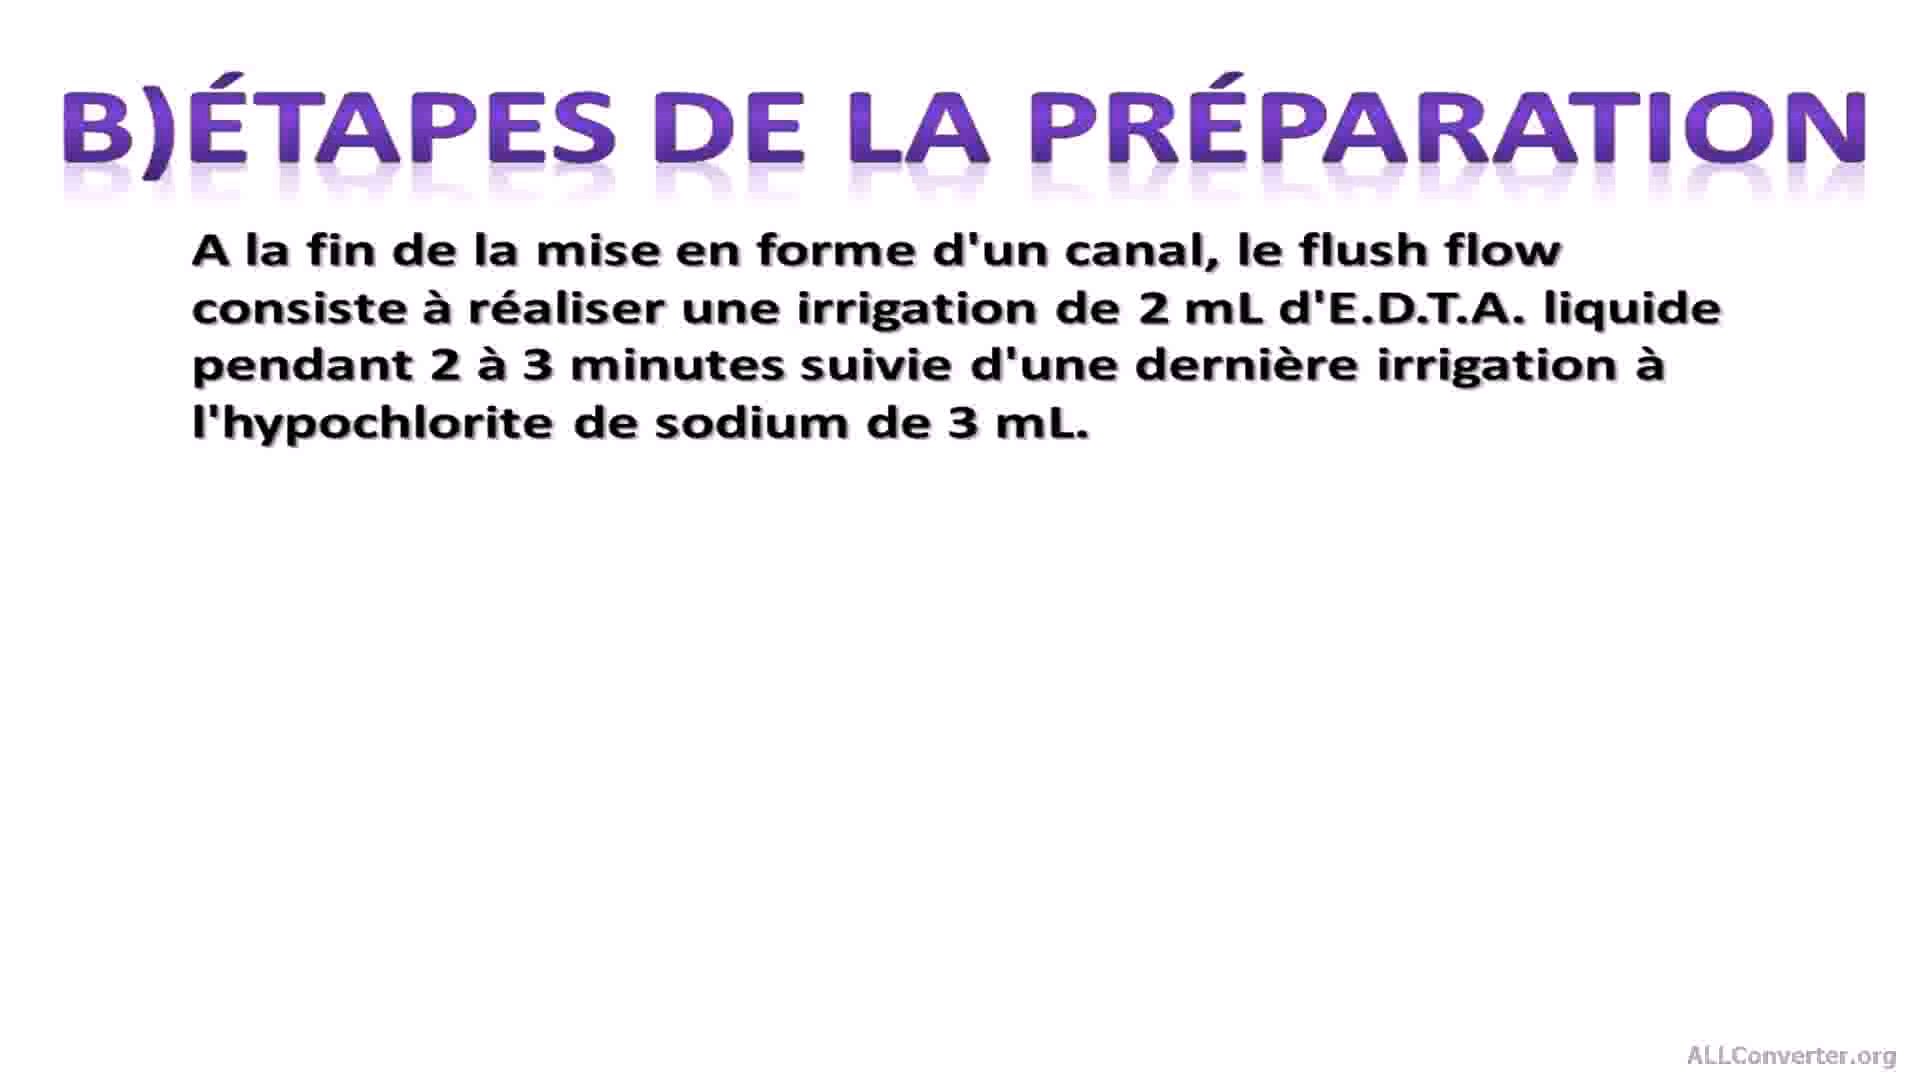 B)ÉTAPES DE LA PRÉPARATION
A la fin de la mise en forme d'un canal, le flush flow
consiste à réaliser une irrigation de 2 mL d'E.D.T.A. liquide
pendant 2 à 3 minutes suivie d'une dernière irrigation à
l'hypochlorite de sodium de 3 mL.
ALLConverter.org